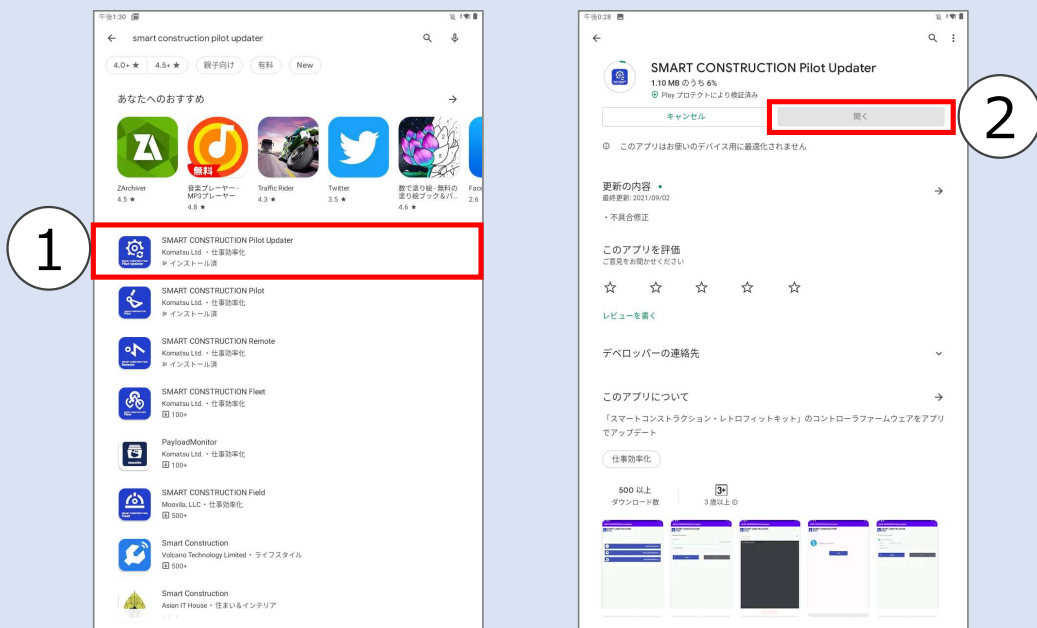 午後1:30
smart construction pilot updater
4.0+ ★ 4.5+ ★ 親子向け 有料 New
あなたへのおすすめ
無料
ZArchiver
4.5 ★
音楽プレーヤー -
MP3プレーヤー
4.8 ★
Traffic Rider
4.3 ★
Twitter
3.5 ★
数で塗り絵 - 無料の
塗り絵ブック＆パ...
4.6 ★
Fac
2.6
1
SMART CONSTRUCTION Pilot Updater
Komatsu Ltd. • 仕事効率化
インストール済
SMART CONSTRUCTION Pilot
Komatsu Ltd. • 仕事効率化
インストール済
SMART CONSTRUCTION Remote
Komatsu Ltd. • 仕事効率化
インストール済
SMART CONSTRUCTION Fleet
Komatsu Ltd. • 仕事効率化
100+
PayloadMonitor
Komatsu Ltd. • 仕事効率化
100+
SMART CONSTRUCTION Field
Moovila, LLC • 仕事効率化
500+
Smart Construction
Volcano Technology Limited • ライフスタイル
500+
Smart Construction
Asian IT House • 住まい＆インテリア
午後0:28
SMART CONSTRUCTION Pilot Updater
1.10 MB のうち 6%
Play プロテクトにより検証済み
キャンセル
開く
2
このアプリはお使いのデバイス用に最適化されません
更新の内容 •
最終更新: 2021/09/02
・不具合修正
このアプリを評価
ご意見をお聞かせください
レビューを書く
デベロッパーの連絡先
このアプリについて
「スマートコンストラクション・レトロフィットキット」のコントローラファームウェアをアプリ
でアップデート
仕事効率化
500 以上
ダウンロード数
3+
3 歳以上